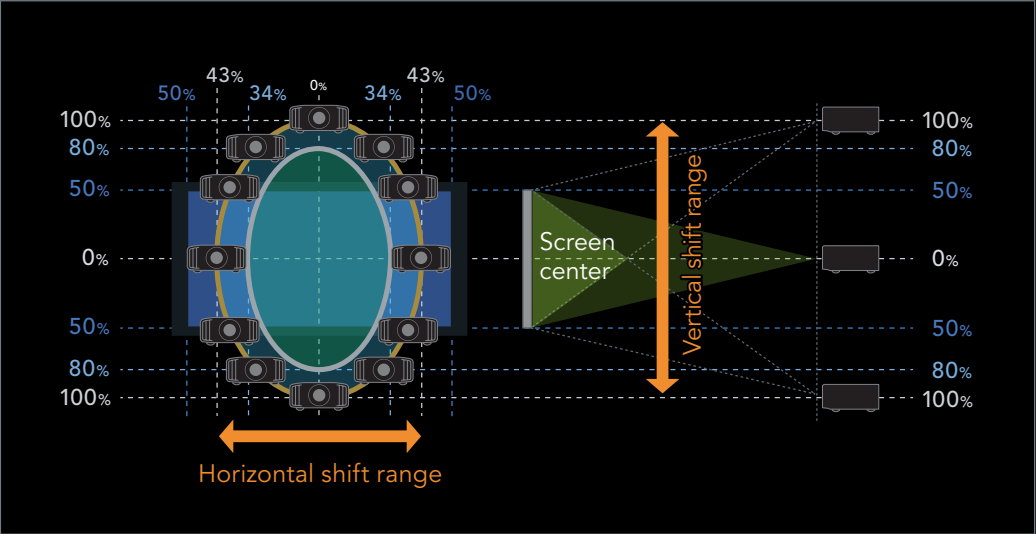 43% 43%
50% 34% 0% 34% 50%
100% 100%
80% 80%
50% 50%
Screen
center
0% 0%
Vertical shift range
50% 50%
80% 80%
100% 100%
Horizontal shift range